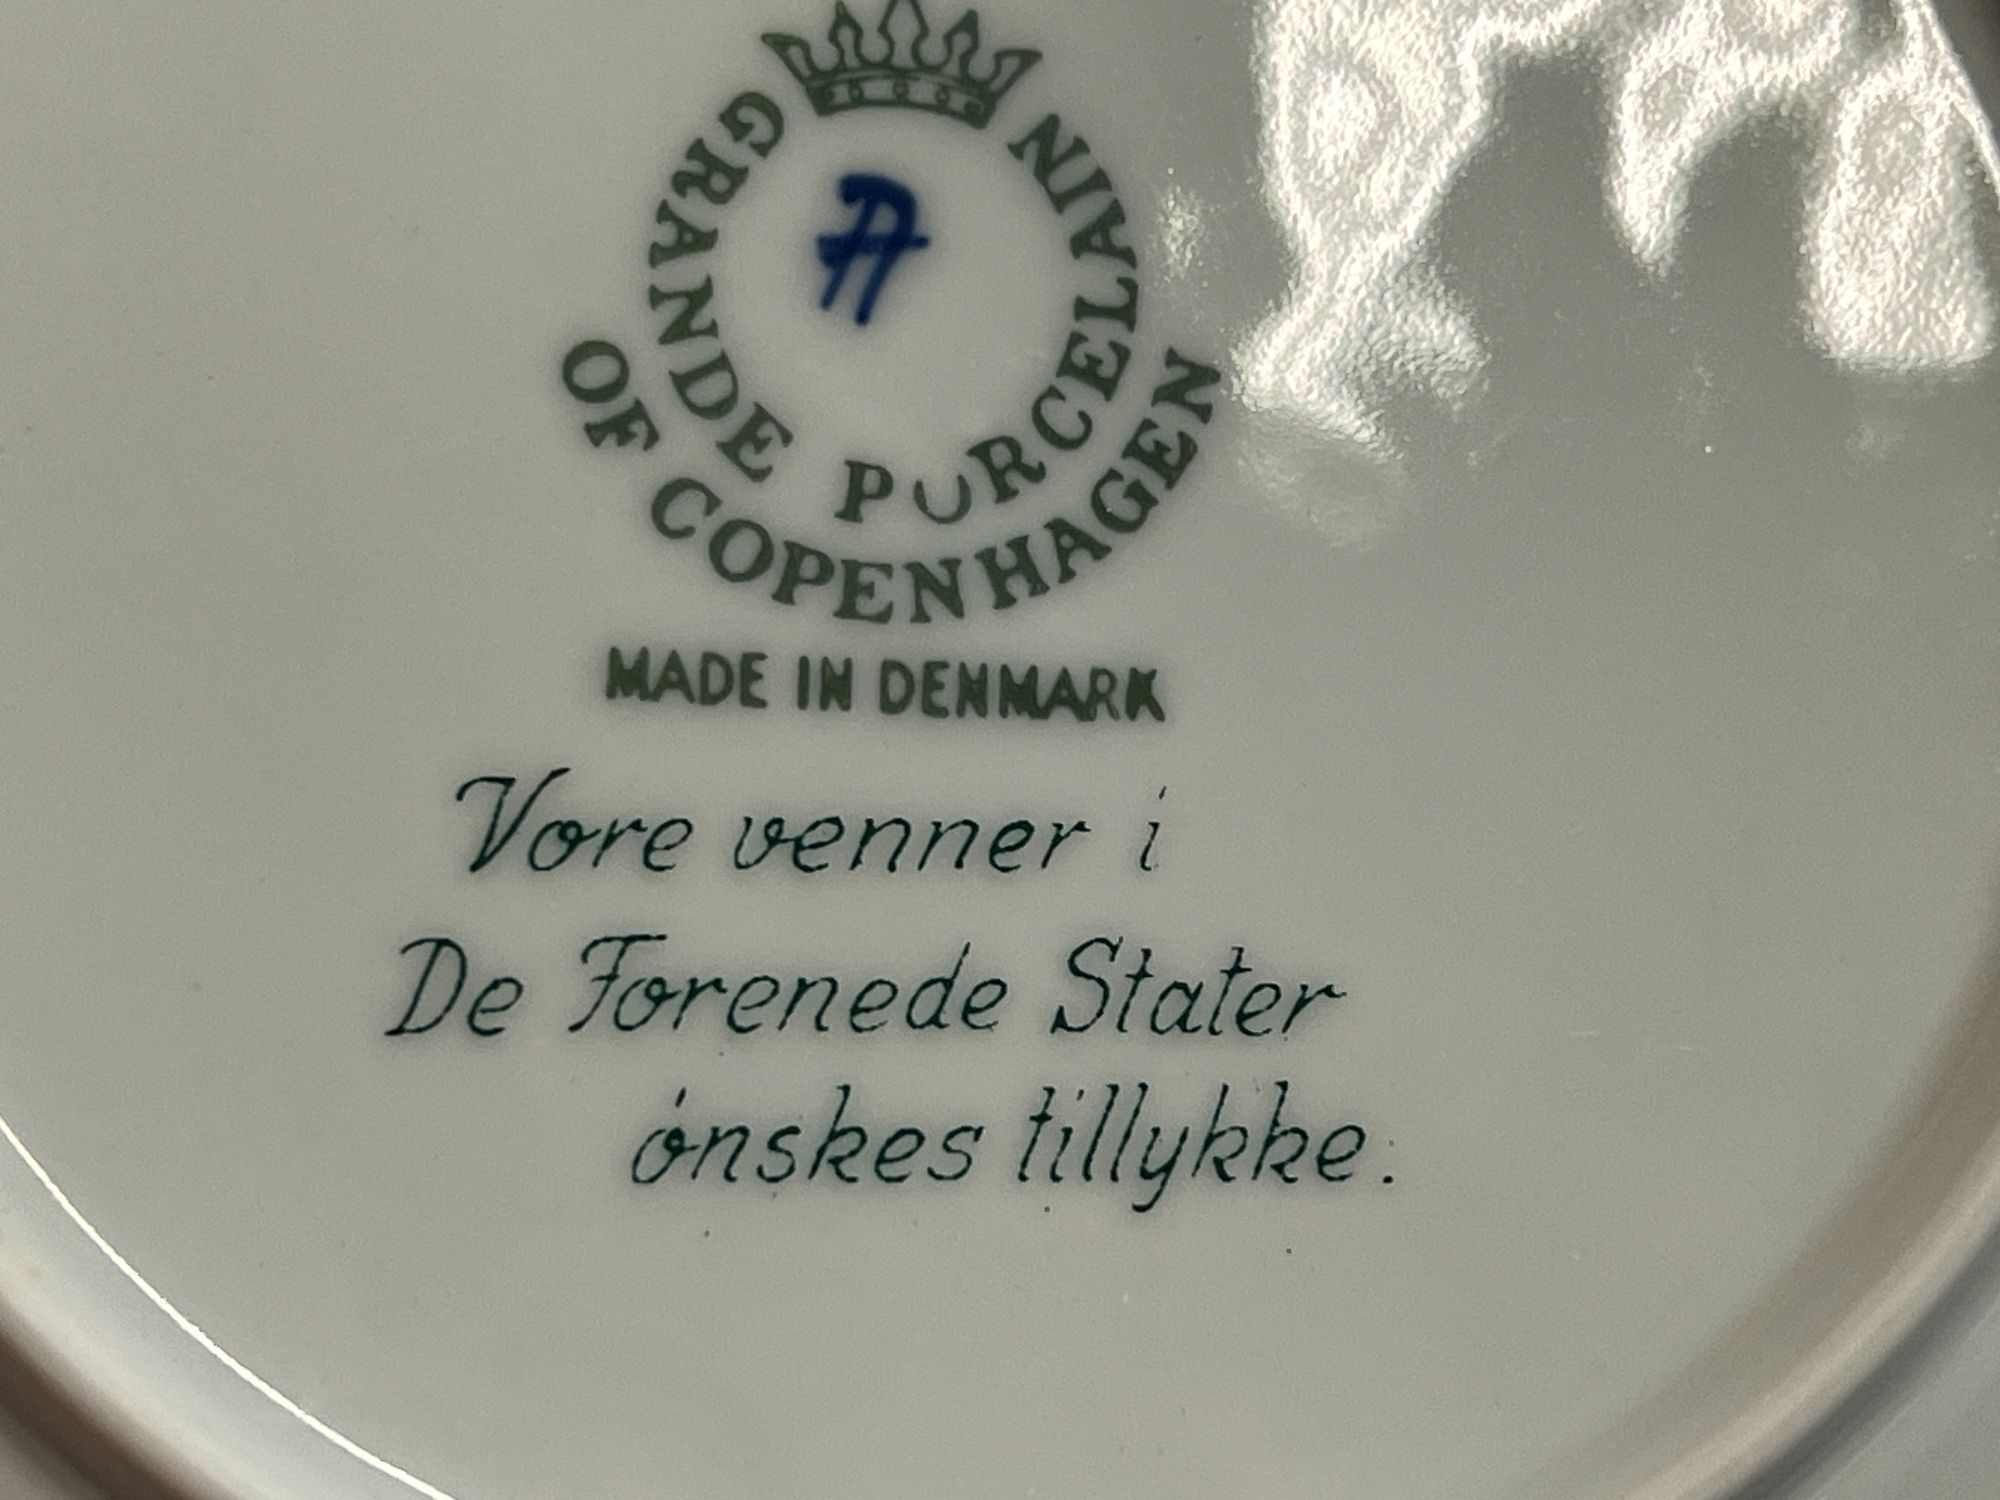 GRANDE PORCELAIN
OF COPENHAGEN
MADE IN DENMARK
Vore venner i
De Forenede Stater
ønskes tillykke.